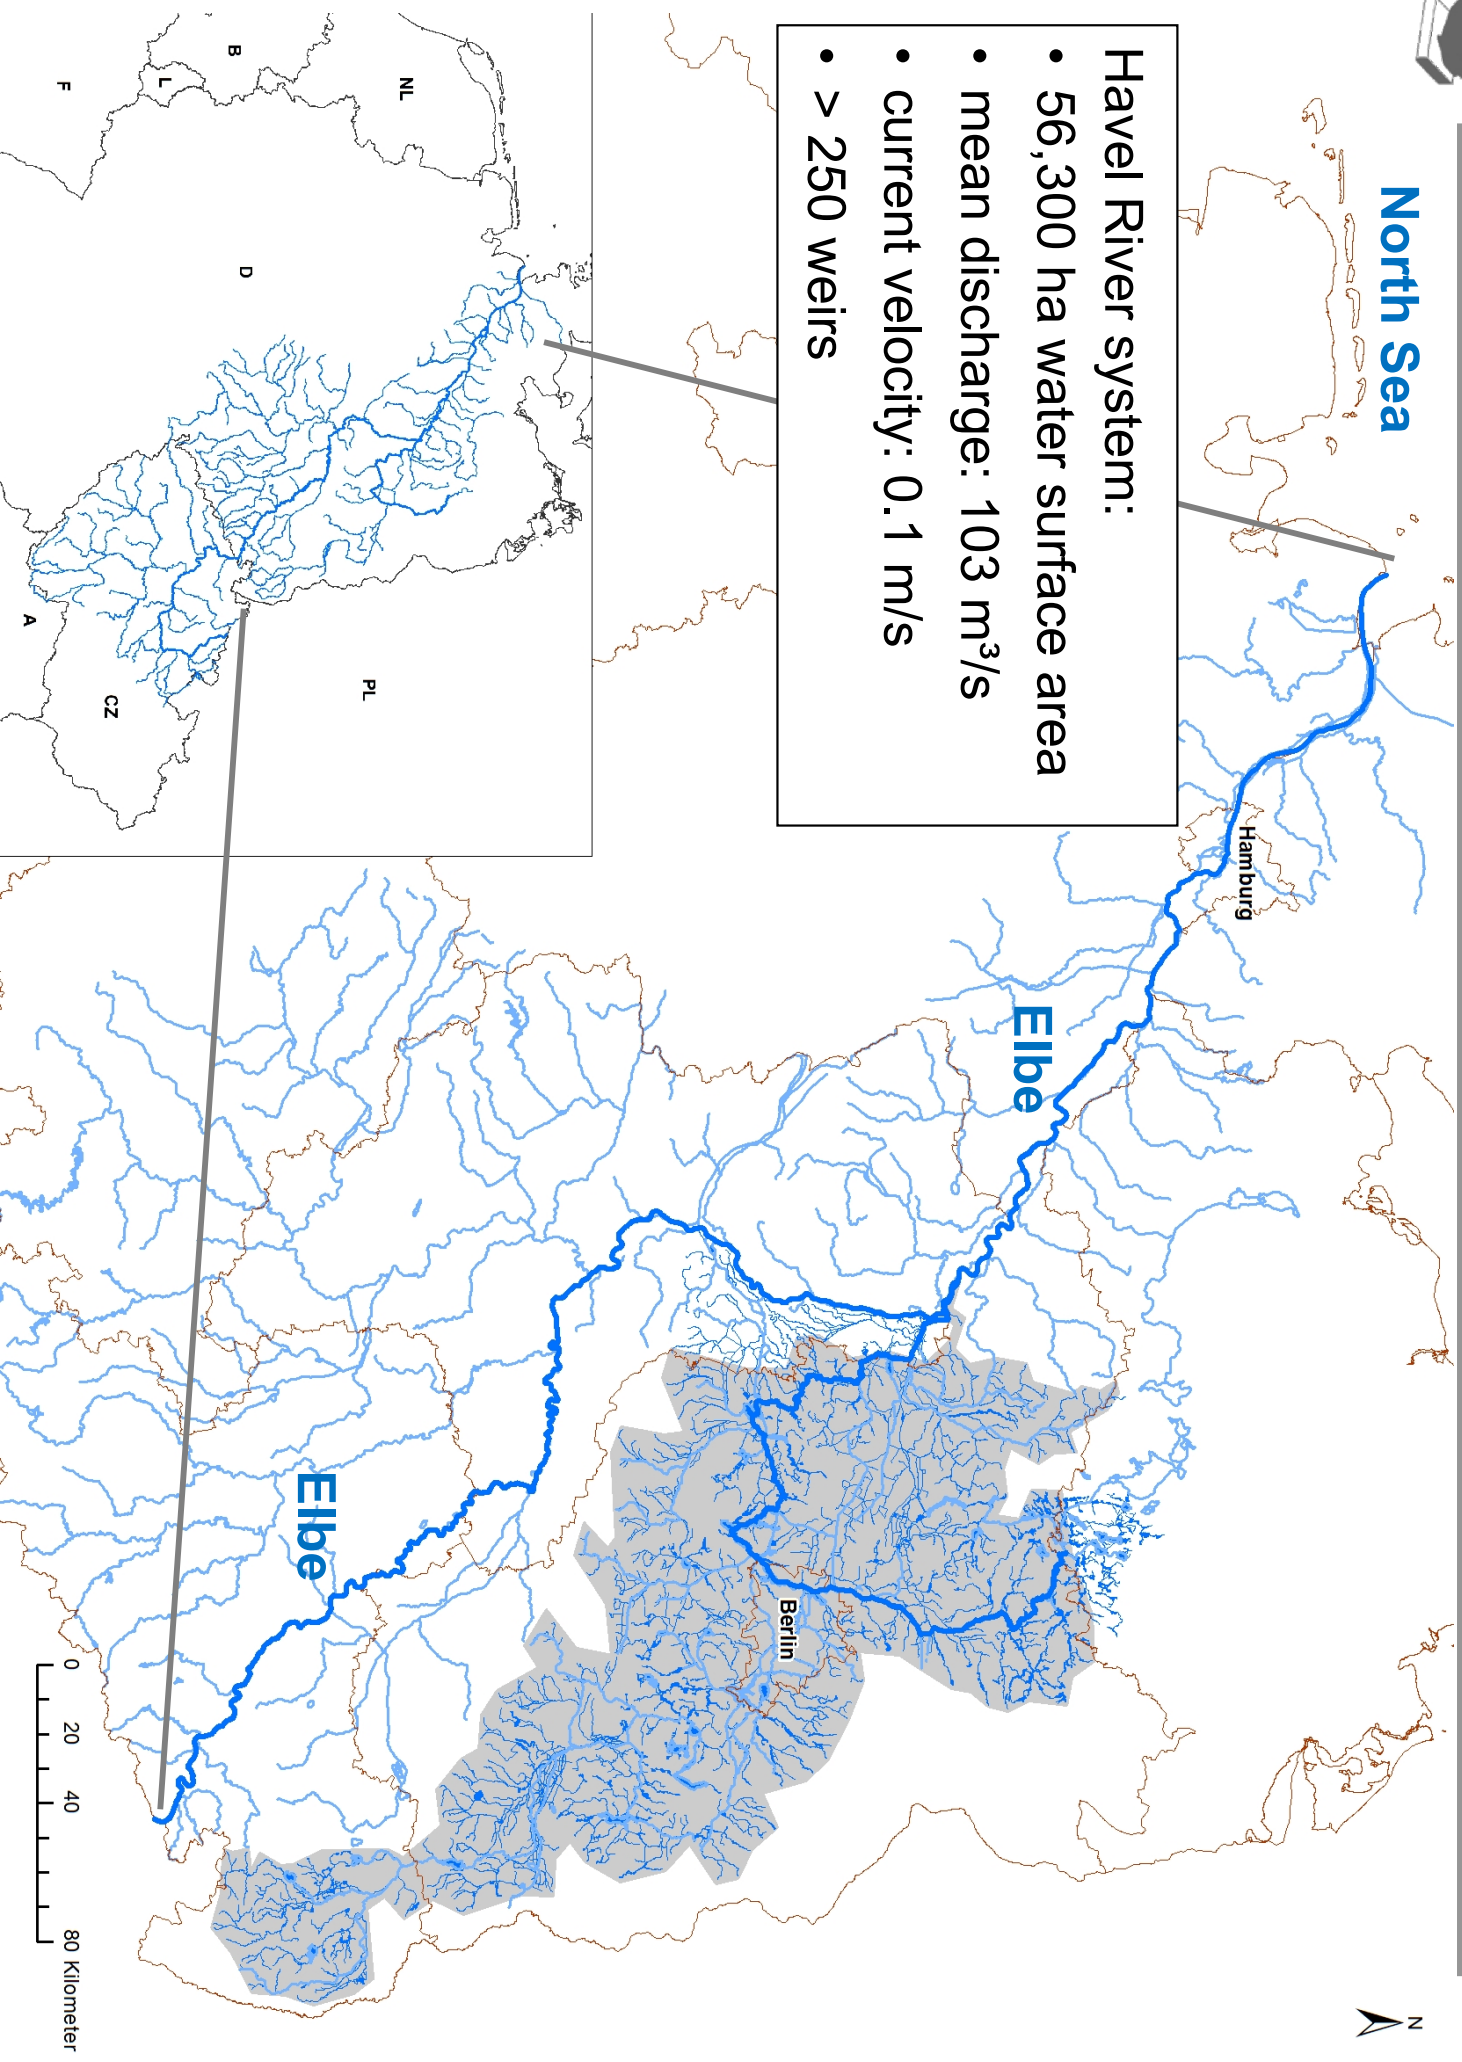 North Sea
Havel River system:
• 56,300 ha water surface area
• mean discharge: 103 m³/s
• current velocity: 0.1 m/s
• > 250 weirs
Hamburg
Elbe
Berlin
Elbe
NL
B
L
F
D
PL
CZ
A
0 20 40 80 Kilometer
N